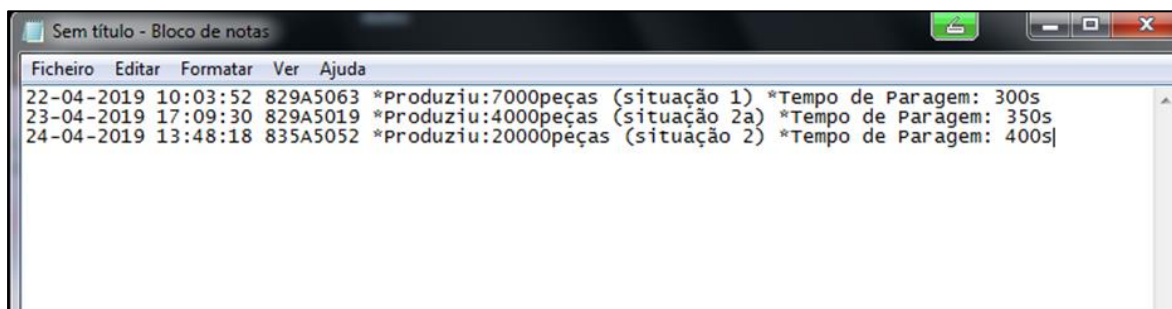 Sem título - Bloco de notas
Ficheiro Editar Formatar Ver Ajuda
22-04-2019 10:03:52 829A5063 *Produziu:7000peças (situação 1) *Tempo de Paragem: 300s
23-04-2019 17:09:30 829A5019 *Produziu:4000peças (situação 2a) *Tempo de Paragem: 350s
24-04-2019 13:48:18 835A5052 *Produziu:20000peças (situação 2) *Tempo de Paragem: 400s